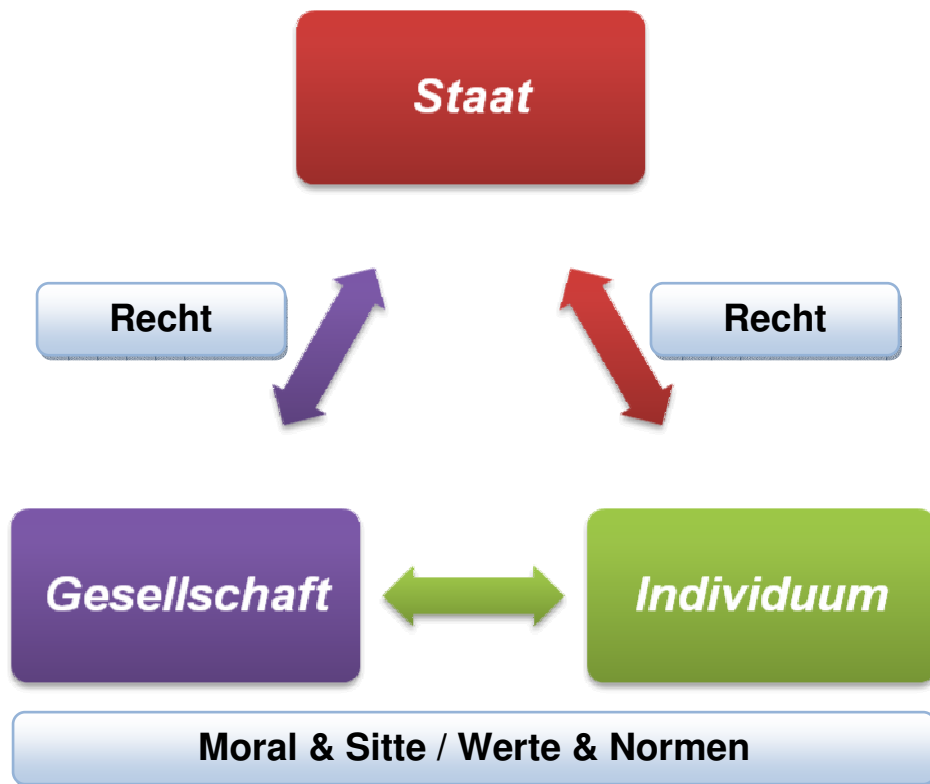 Staat
Recht
Recht
Gesellschaft
Individuum
Moral & Sitte / Werte & Normen